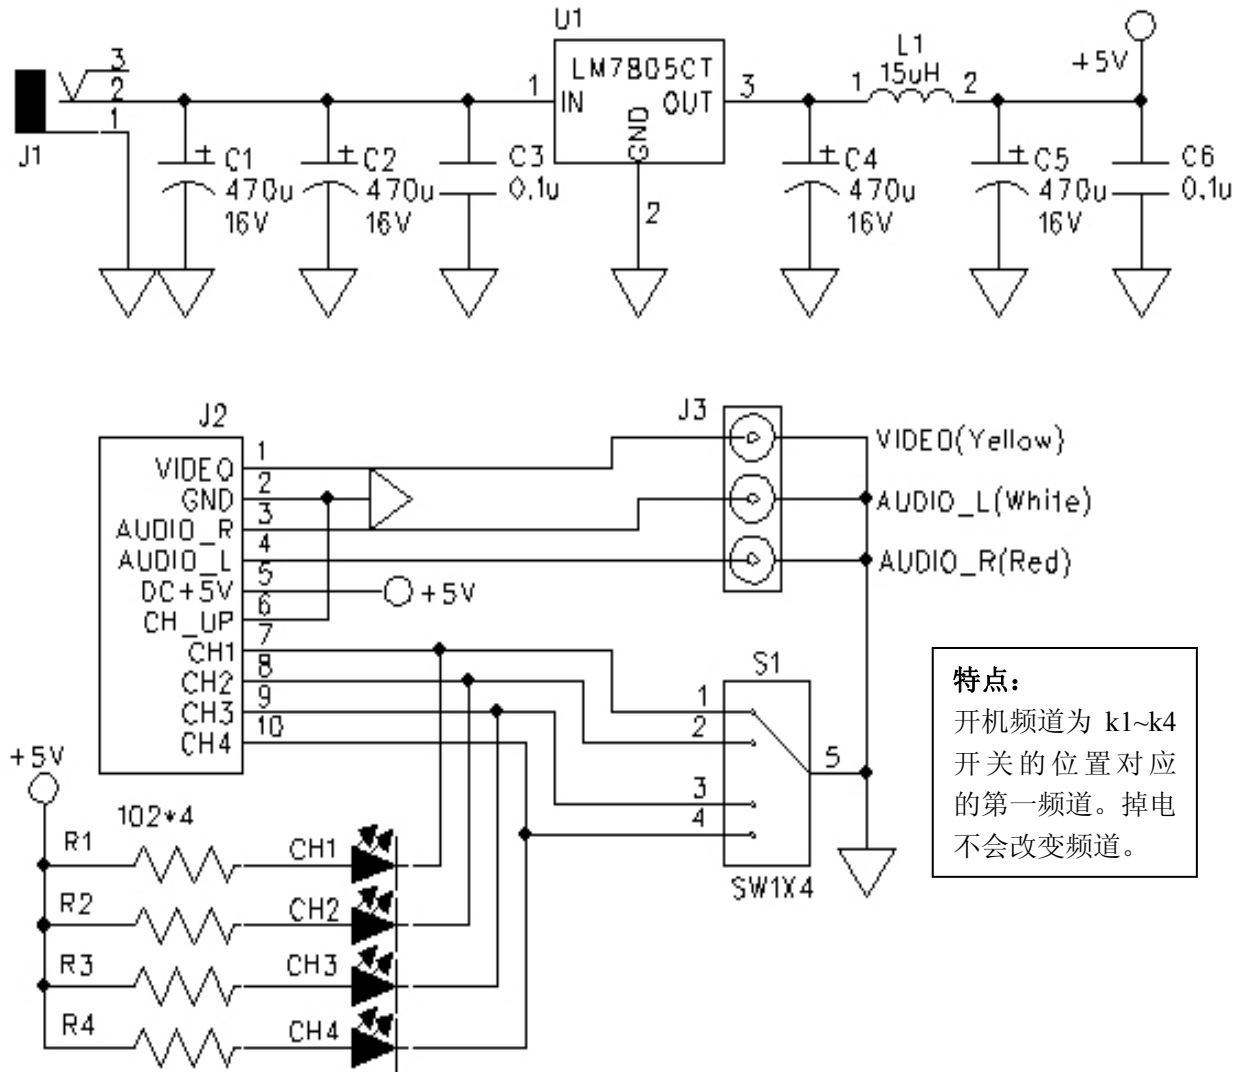 U1
LM7805CT
IN
OUT
GND
1
3
2
L1
15uH
1
2
+5V
3
2
1
J1
C1
470u
16V
C2
470u
16V
C3
0.1u
C4
470u
16V
C5
470u
16V
C6
0.1u
J2
VIDEO
GND
AUDIO_R
AUDIO_L
DC+5V
CH_UP
CH1
CH2
CH3
CH4
1
2
3
4
5
6
7
8
9
10
+5V
J3
VIDEO(Yellow)
AUDIO_L(White)
AUDIO_R(Red)
S1
1
2
3
4
5
SW1X4
特点：
开机频道为 k1~k4
开关的位置对应
的第一频道。掉电
不会改变频道。
+5V
102*4
R1
CH1
R2
CH2
R3
CH3
R4
CH4